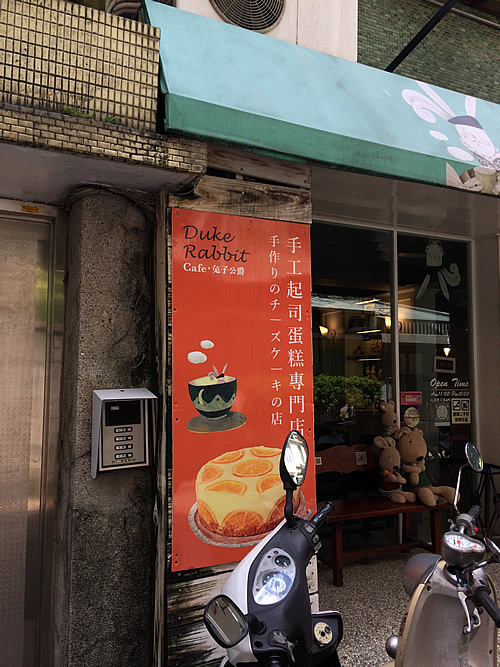 Duke
Rabbit
Cafe·兔子公爵
手工起司蛋糕專門店
手作りのチーズケーキの店
Open Time